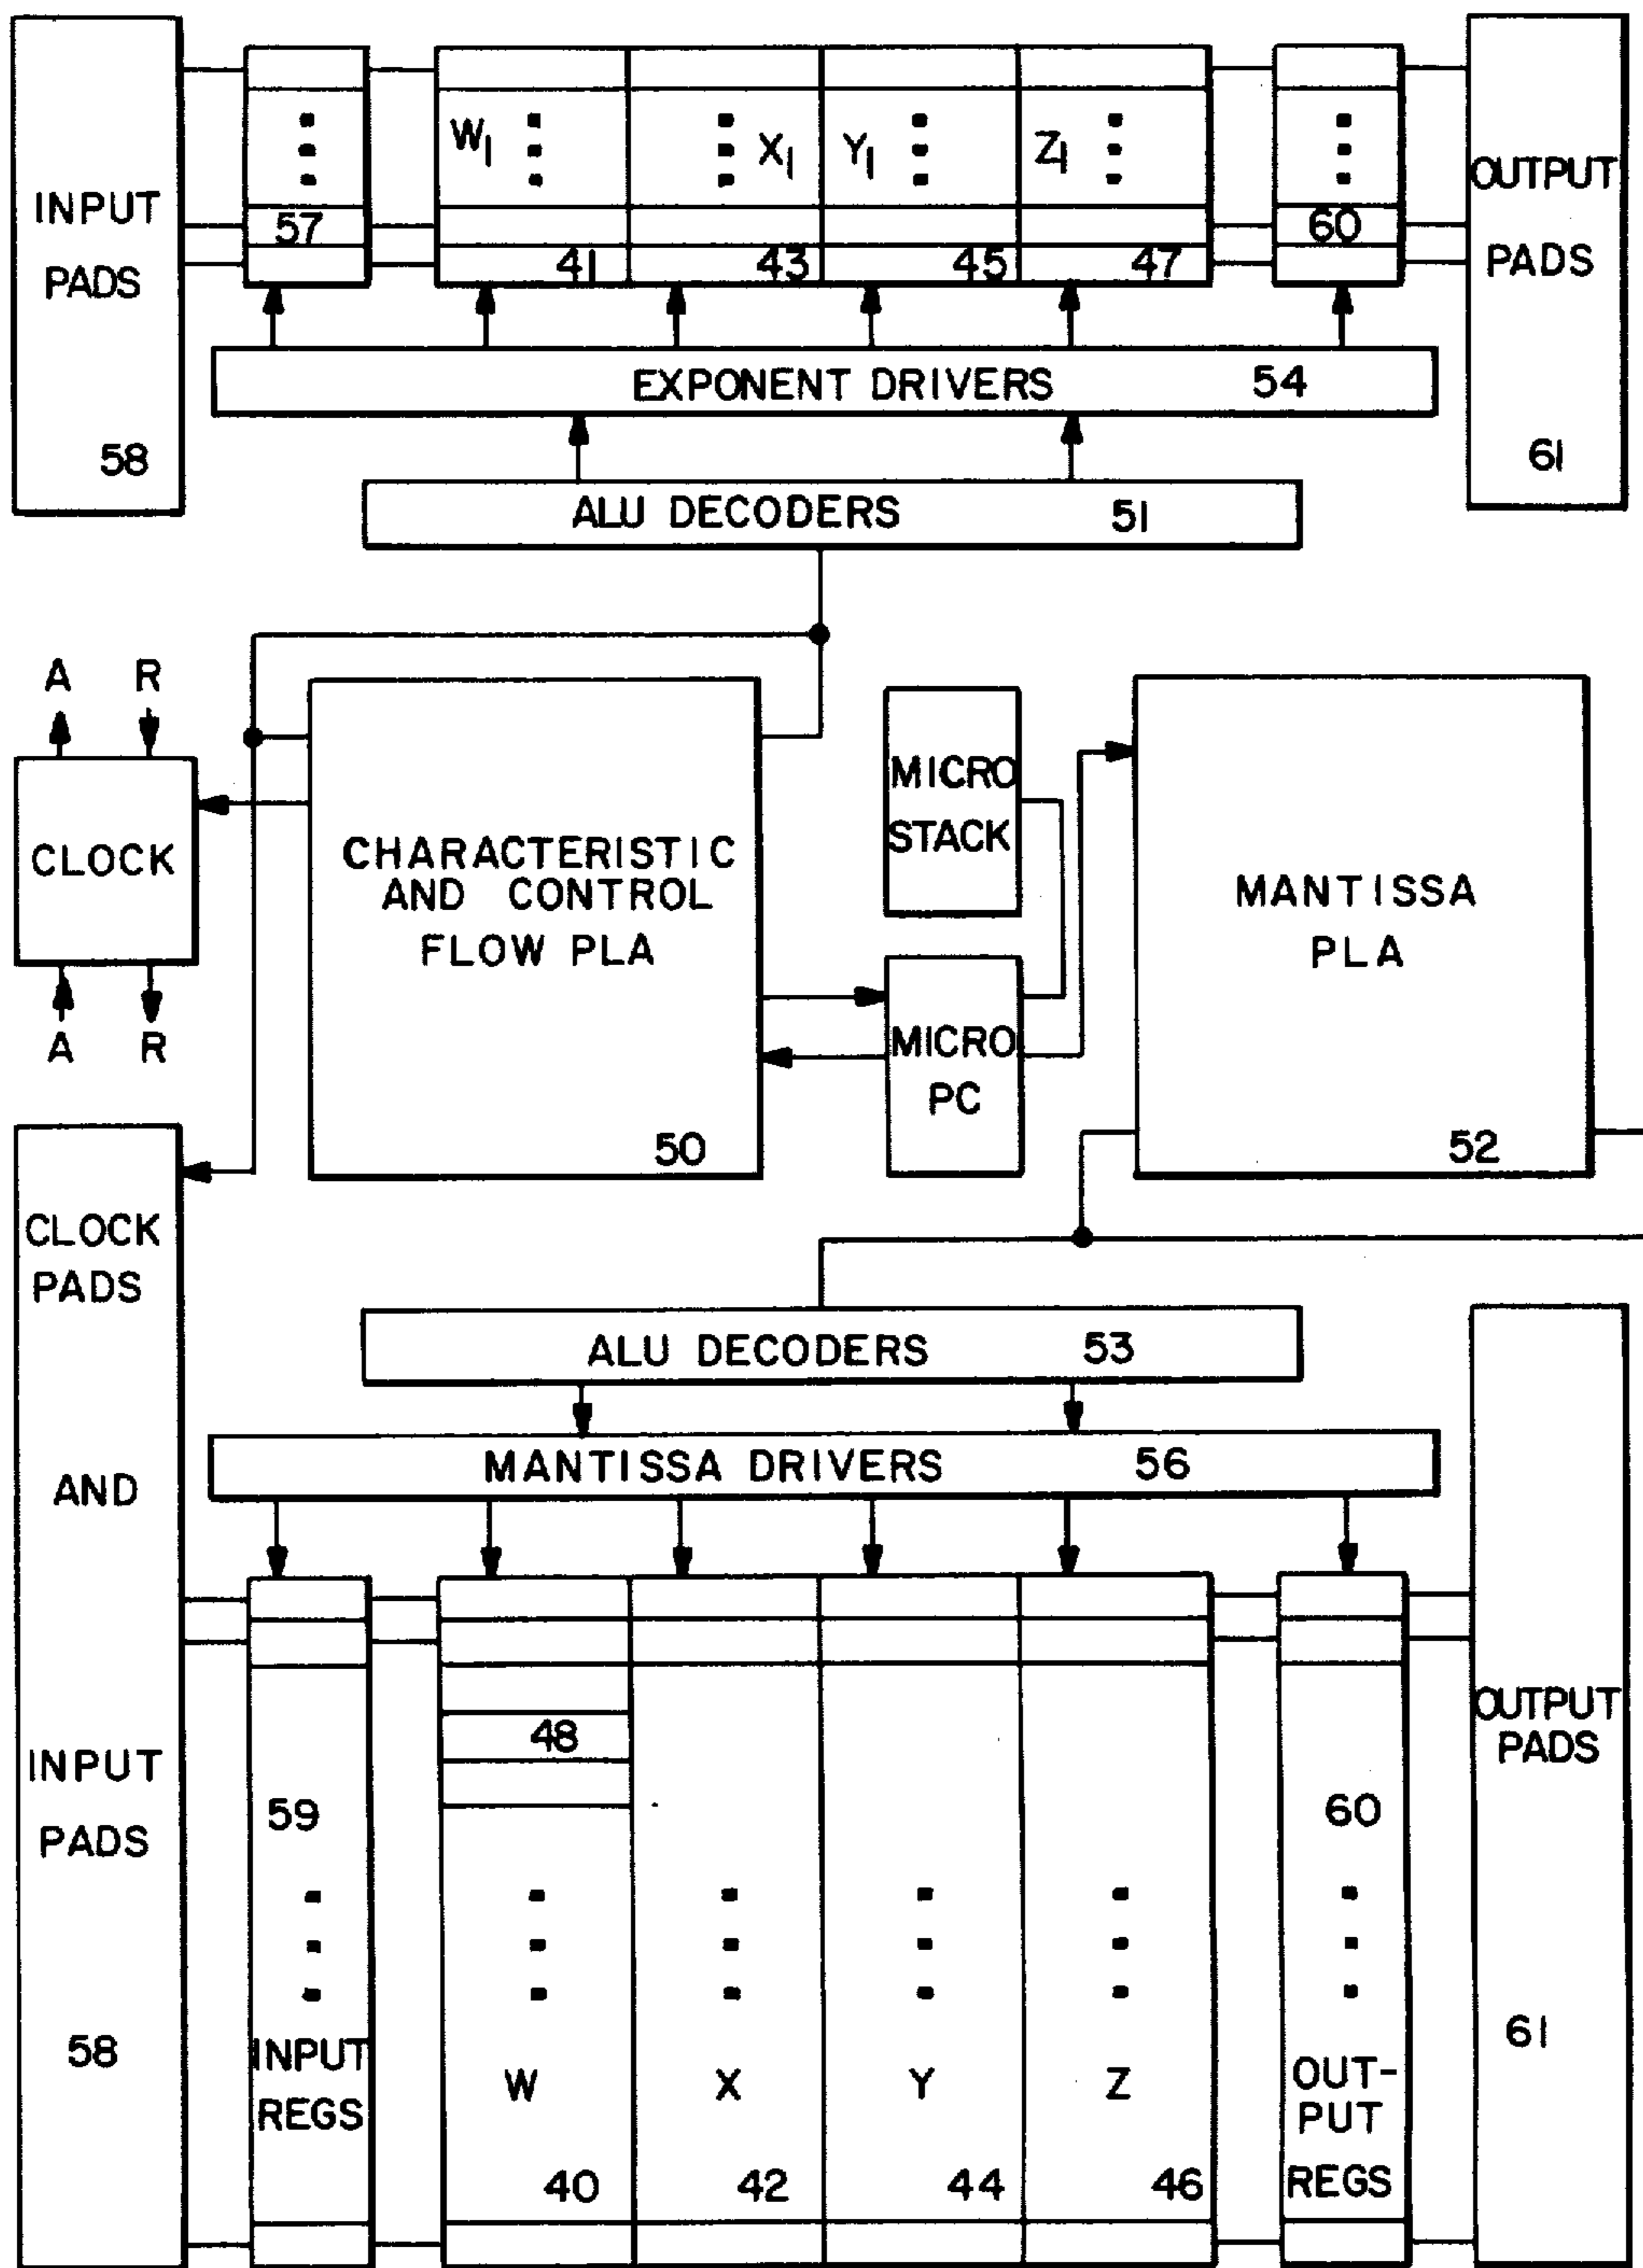 INPUT
PADS
58
57
W1
X1
Y1
Z1
41
43
45
47
60
OUTPUT
PADS
61
EXPONENT DRIVERS 54
ALU DECODERS 51
A R
CLOCK
A R
CHARACTERISTIC
AND CONTROL
FLOW PLA
50
MICRO
STACK
MICRO
PC
MANTISSA
PLA
52
CLOCK
PADS
AND
INPUT
PADS
58
ALU DECODERS 53
MANTISSA DRIVERS 56
59
INPUT
REGS
48
W
40
X
42
Y
44
Z
46
60
OUT-
PUT
REGS
OUTPUT
PADS
61